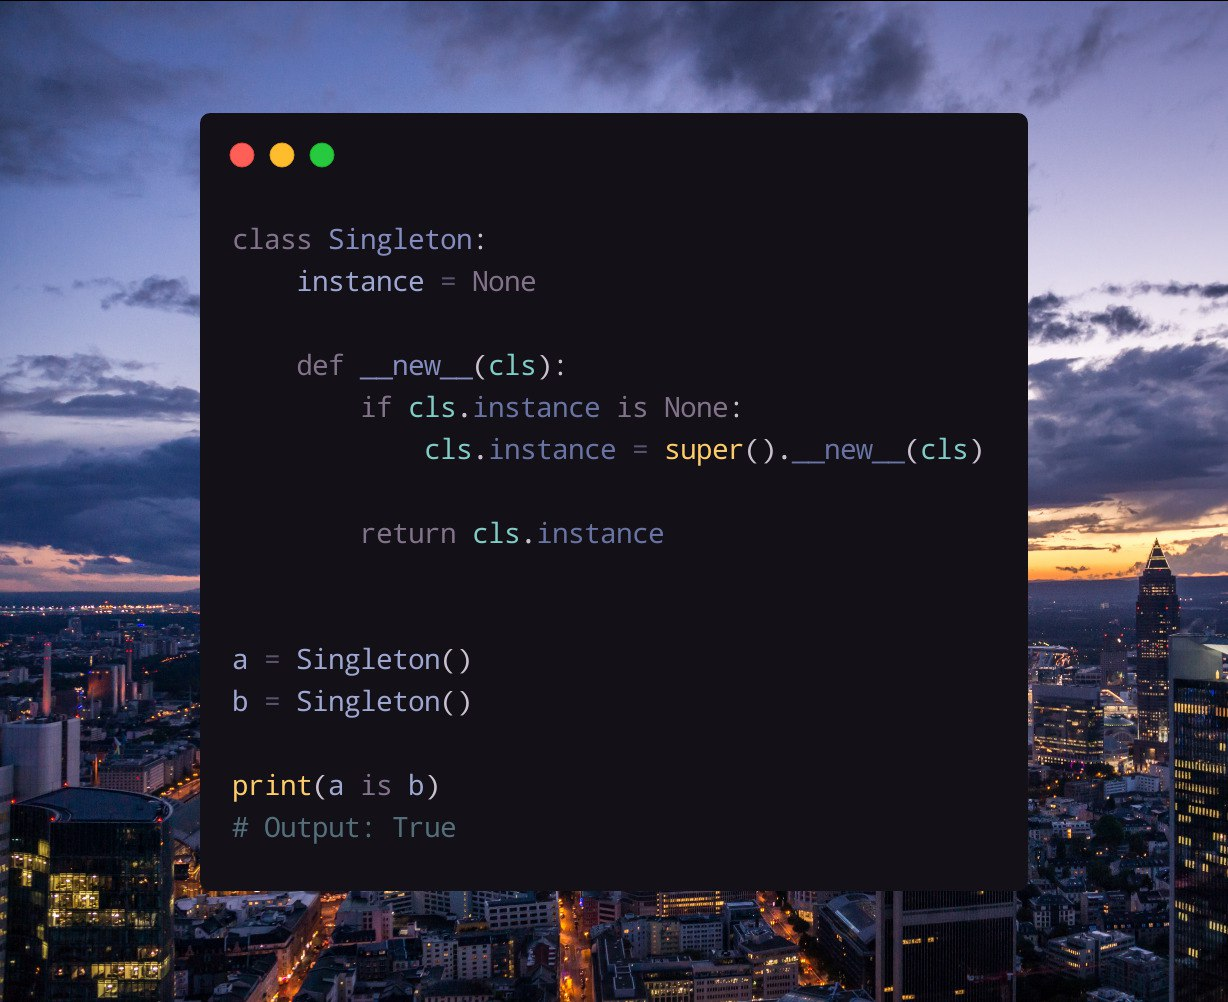 class Singleton:
    instance = None
    def __new__(cls):
        if cls.instance is None:
            cls.instance = super().__new__(cls)
        return cls.instance
a = Singleton()
b = Singleton()
print(a is b)
# Output: True